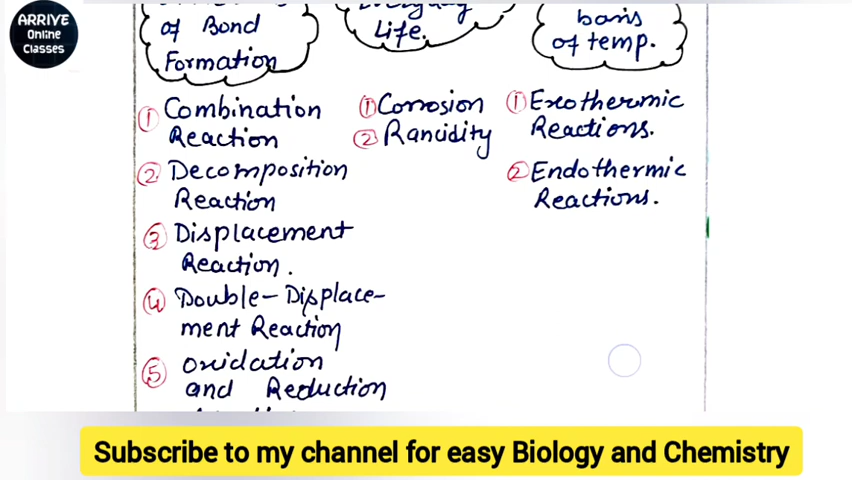 ARRIVE
Online
Classes
of Bond
Formation
① Combination
Reaction
② Decomposition
Reaction
③ Displacement
Reaction.
④ Double-Displace-
ment Reaction
⑤ Oxidation
and Reduction
Everyday
Life.
① Corrosion
② Rancidity
basis
of temp.
① Exothermic
Reactions.
② Endothermic
Reactions.
Subscribe to my channel for easy Biology and Chemistry